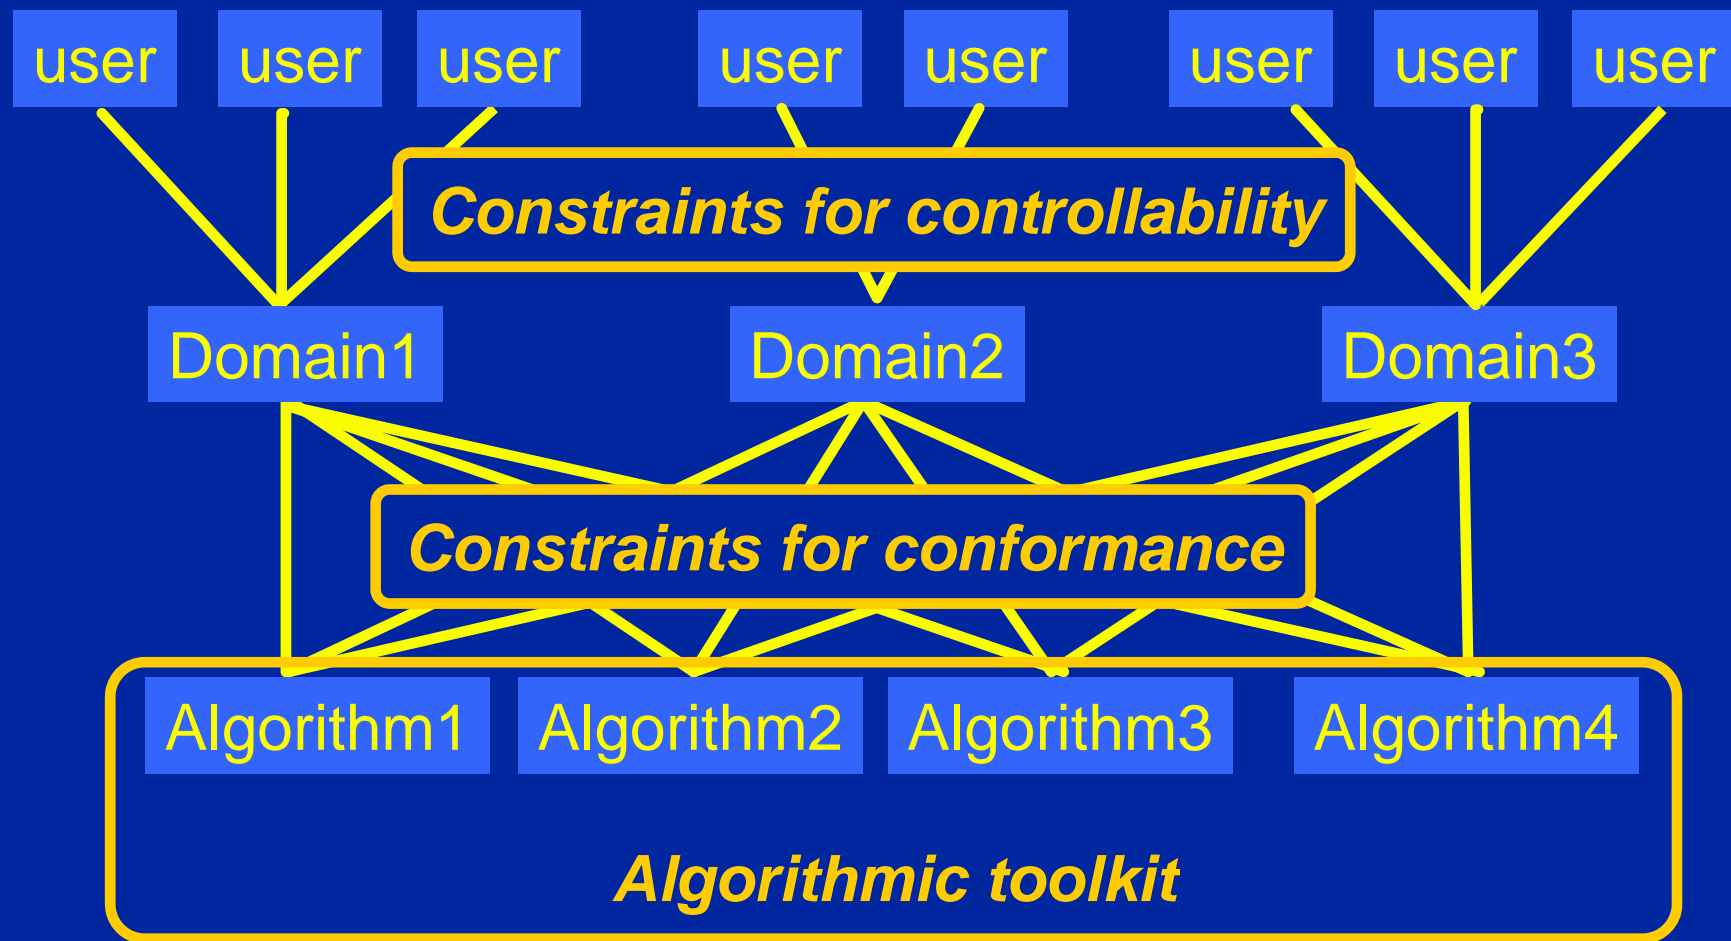 user user user user user user user user
Constraints for controllability
Domain1 Domain2 Domain3
Constraints for conformance
Algorithm1 Algorithm2 Algorithm3 Algorithm4
Algorithmic toolkit